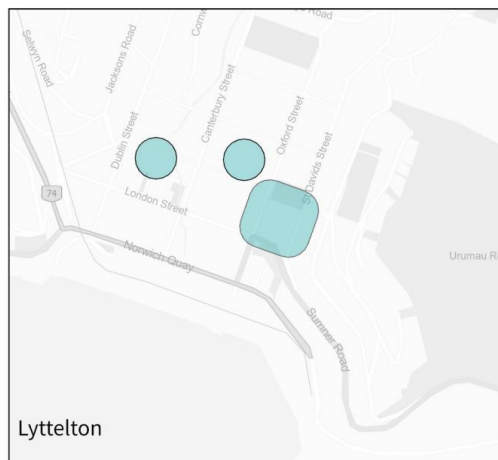 Road
Selwyn Road
Jacksons Road
Dublin Street
Canterbury Street
Oxford Street
St Davids Street
London Street
74
Norwich Quay
Sumner Road
Urumau
Lyttelton